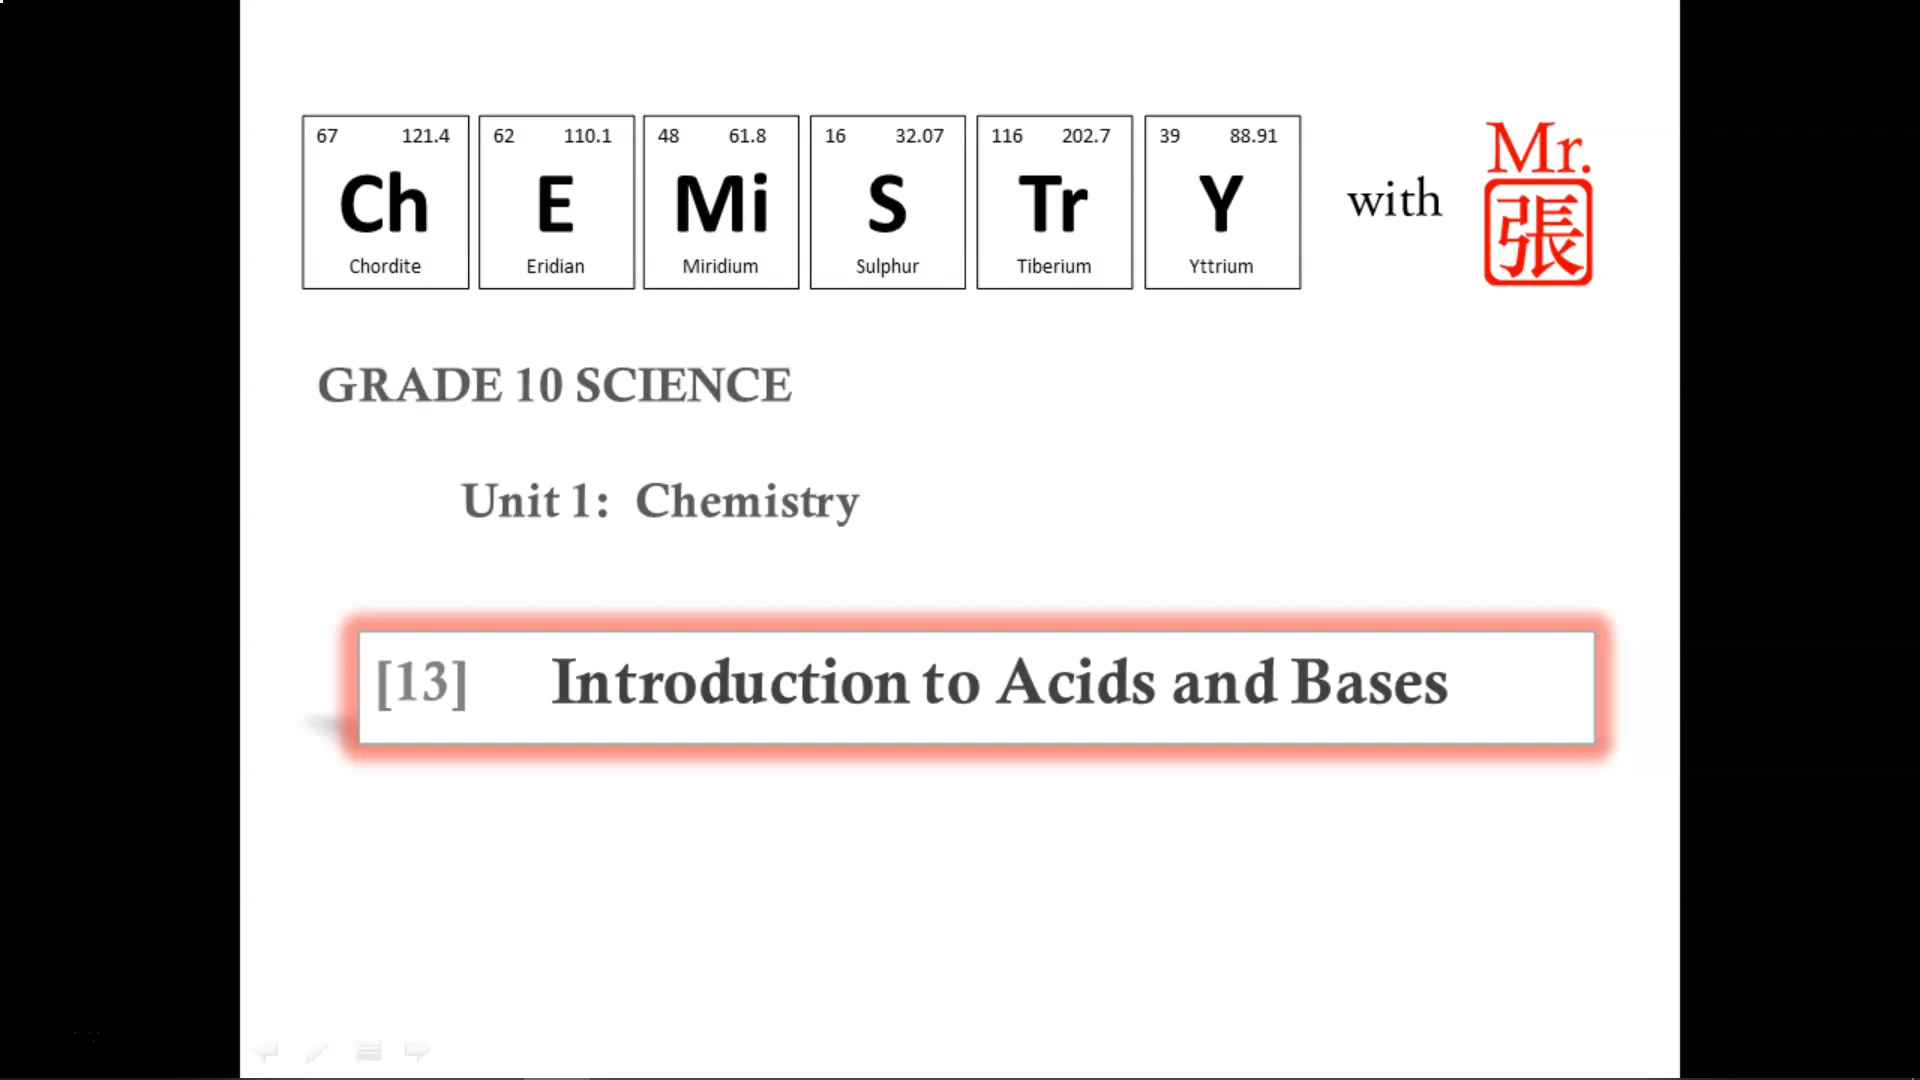 67 121.4 62 110.1 48 61.8 16 32.07 116 202.7 39 88.91
Ch E Mi S Tr Y with Mr. 張
Chordite Eridian Miridium Sulphur Tiberium Yttrium
GRADE 10 SCIENCE
Unit 1: Chemistry
[13] Introduction to Acids and Bases